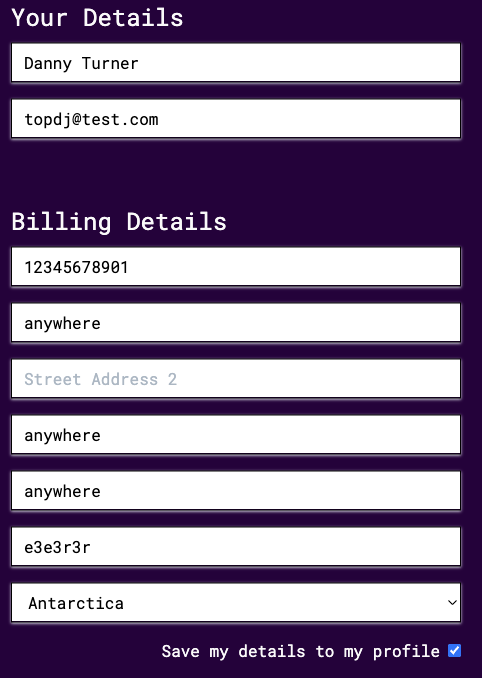 Your Details
Danny Turner
topdj@test.com
Billing Details
12345678901
anywhere
Street Address 2
anywhere
anywhere
e3e3r3r
Antarctica
Save my details to my profile